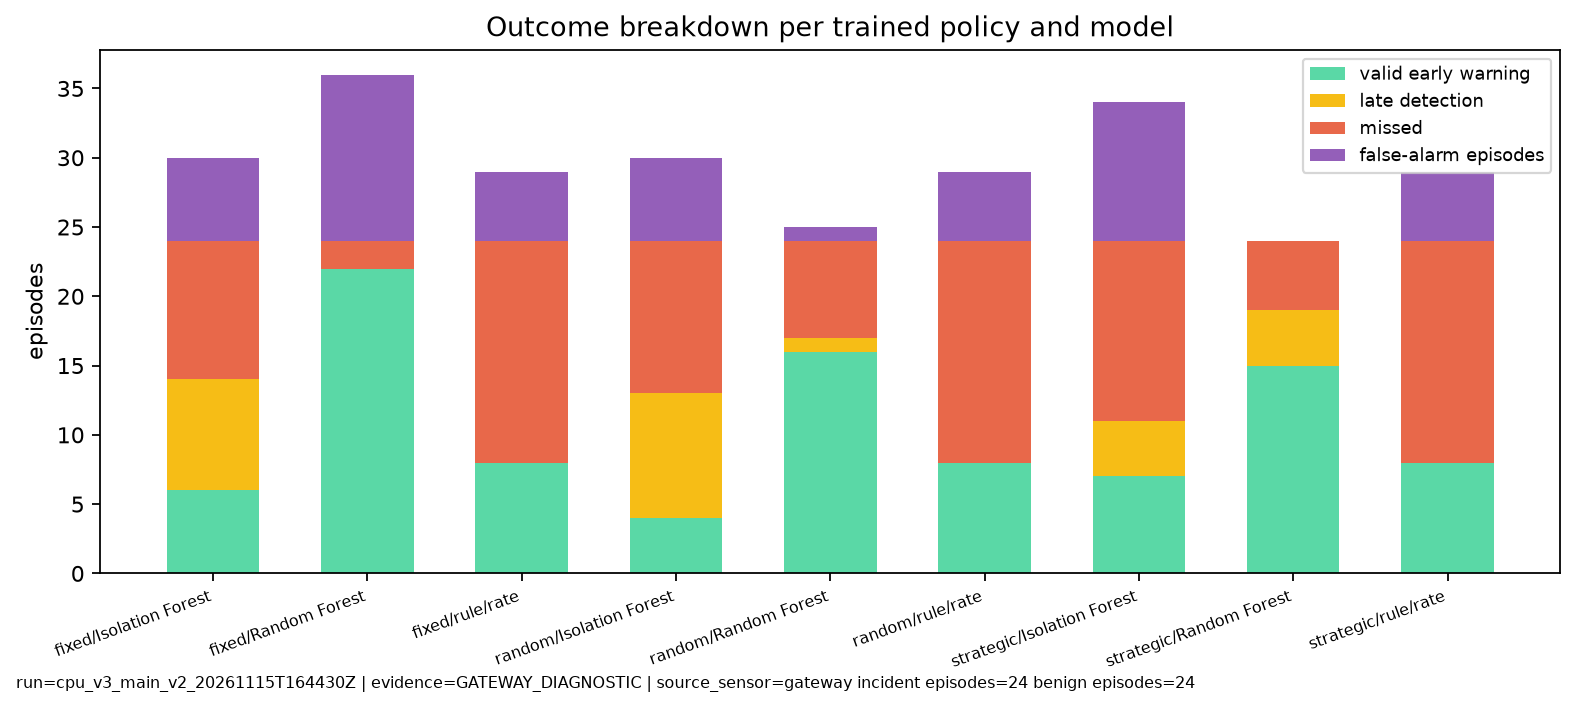 Outcome breakdown per trained policy and model
valid early warning
late detection
missed
false-alarm episodes
episodes
35
30
25
20
15
10
5
0
fixed/Isolation Forest
fixed/Random Forest
fixed/rule/rate
random/Isolation Forest
random/Random Forest
random/rule/rate
strategic/Isolation Forest
strategic/Random Forest
strategic/rule/rate
run=cpu_v3_main_v2_20261115T164430Z | evidence=GATEWAY_DIAGNOSTIC | source_sensor=gateway incident episodes=24 benign episodes=24